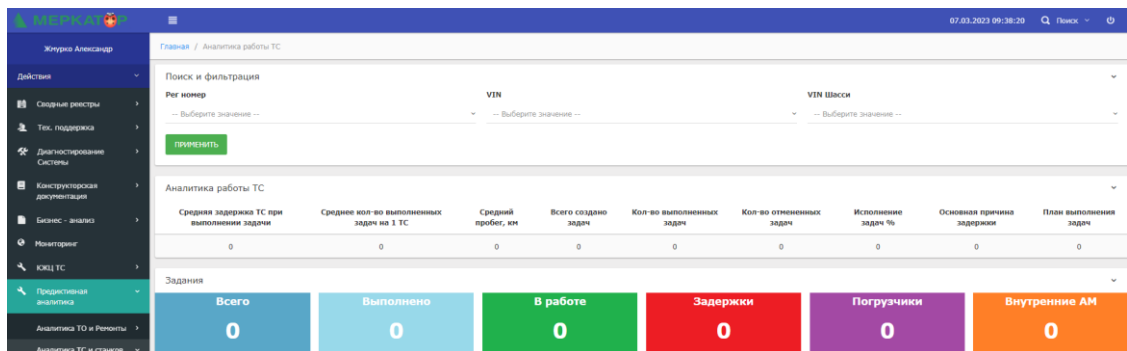 МЕРКАТОР
07.03.2023 09:38:20 Поиск
Жмурко Александр
Главная / Аналитика работы ТС
Действия
Сводные реестры
Тех. поддержка
Диагностирование
Системы
Конструкторская
документация
Бизнес - анализ
Мониторинг
КЖЦ ТС
Предиктивная
аналитика
Аналитика ТО и Ремонты
Аналитика ТС и станков
Поиск и фильтрация
Рег номер VIN VIN Шасси
-- Выберите значение -- -- Выберите значение -- -- Выберите значение --
ПРИМЕНИТЬ
Аналитика работы ТС
Средняя задержка ТС при
выполнении задачи
Среднее кол-во выполненных
задач на 1 ТС
Средний
пробег, км
Всего создано
задач
Кол-во выполненных
задач
Кол-во отмененных
задач
Исполнение
задач %
Основная причина
задержки
План выполнения
задач
0 0 0 0 0 0 0 0 0
Задания
Всего Выполнено В работе Задержки Погрузчики Внутренние АМ
0 0 0 0 0 0